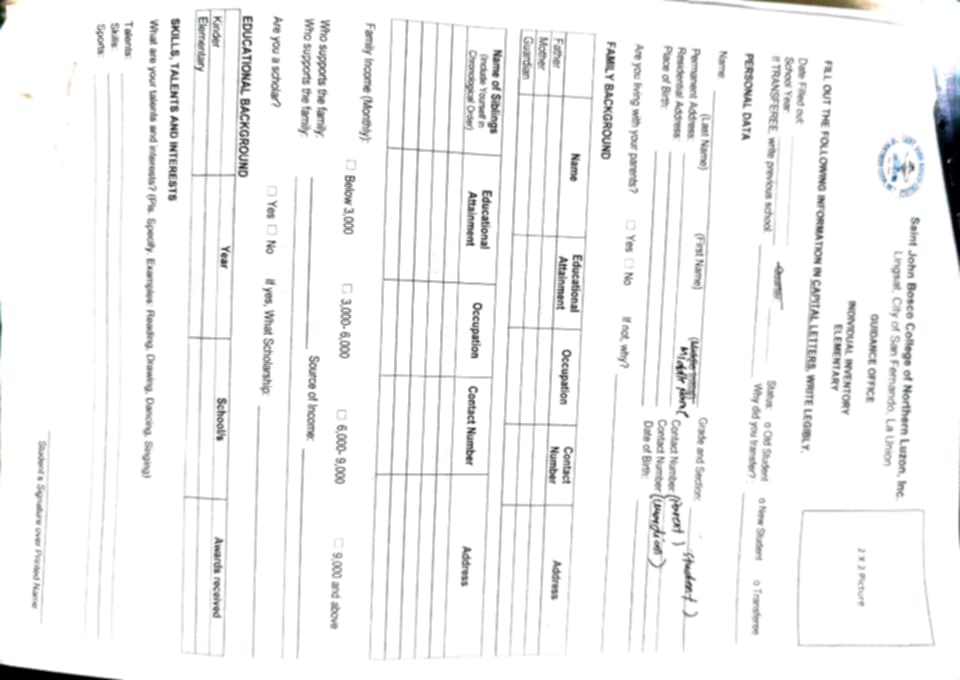 Saint John Bosco College of Northern Luzon, Inc.
Lingsat, City of San Fernando, La Union
GUIDANCE OFFICE
INDIVIDUAL INVENTORY
ELEMENTARY
2 X 2 Picture
FILL OUT THE FOLLOWING INFORMATION IN CAPITAL LETTERS, WRITE LEGIBLY.
Date Filled out:
School Year: Quarter: Status: o Old Student o New Student o Transferee
If TRANSFEREE, write previous school: Why did you transfer?
PERSONAL DATA
Name:
(Last Name) (First Name) Grade and Section:
Middle Name
Permanent Address: Contact Number (Parent) student)
Residential Address: Contact Number (Guardian)
Place of Birth: Date of Birth:
Are you living with your parents? Yes No If not, why?
FAMILY BACKGROUND
Name Educational Attainment Occupation Contact Number Address
Father
Mother
Guardian
Name of Siblings (Include Yourself in Chronological Order) Educational Attainment Occupation Contact Number Address
Family Income (Monthly):
Below 3,000 3,000- 6,000 6,000- 9,000 9,000 and above
Who supports the family: Source of Income:
Who supports the family:
Are you a scholar? Yes No If yes, What Scholarship:
EDUCATIONAL BACKGROUND
Year School/s Awards received
Kinder
Elementary
SKILLS, TALENTS AND INTERESTS
What are your talents and interests? (Pls. Specify. Examples: Reading, Drawing, Dancing, Singing)
Talents:
Skills:
Sports:
Student's Signature over Printed Name